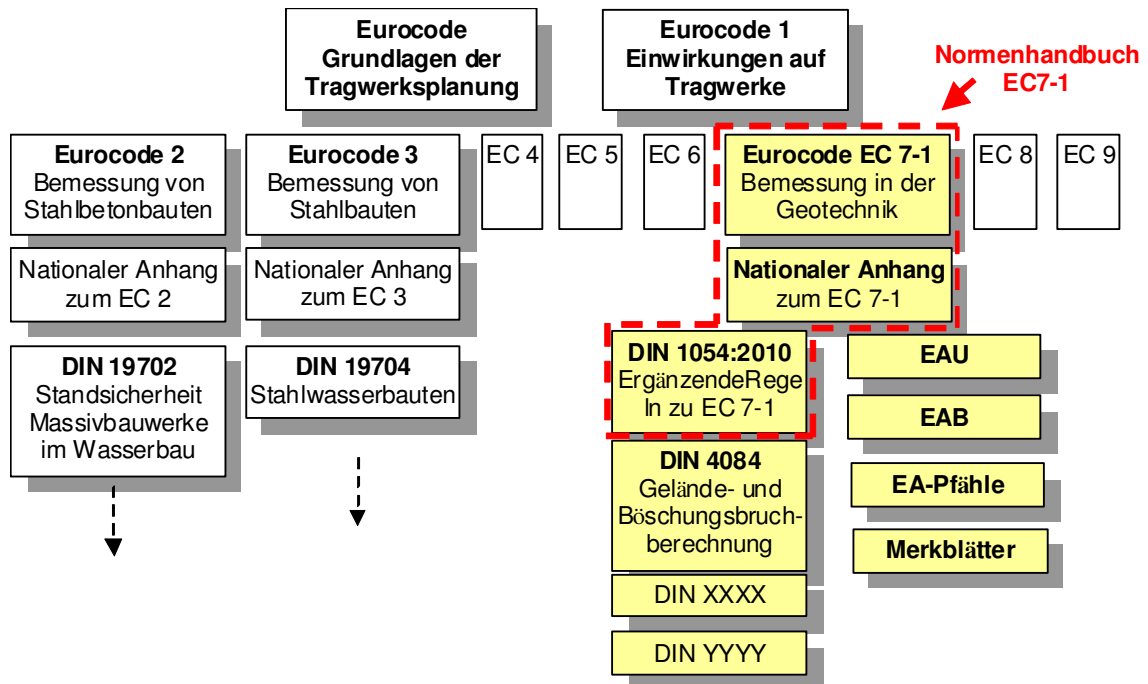 Eurocode
Grundlagen der
Tragwerksplanung
Eurocode 1
Einwirkungen auf
Tragwerke
Normenhandbuch
EC7-1
Eurocode 2
Bemessung von
Stahlbetonbauten
Eurocode 3
Bemessung von
Stahlbauten
EC 4
EC 5
EC 6
Eurocode EC 7-1
Bemessung in der
Geotechnik
EC 8
EC 9
Nationaler Anhang
zum EC 2
Nationaler Anhang
zum EC 3
Nationaler Anhang
zum EC 7-1
DIN 19702
Standsicherheit
Massivbauwerke
im Wasserbau
DIN 19704
Stahlwasserbauten
DIN 1054:2010
ErgänzendeRege
ln zu EC 7-1
DIN 4084
Gelände- und
Böschungsbruch-
berechnung
DIN XXXX
DIN YYYY
EAU
EAB
EA-Pfähle
Merkblätter